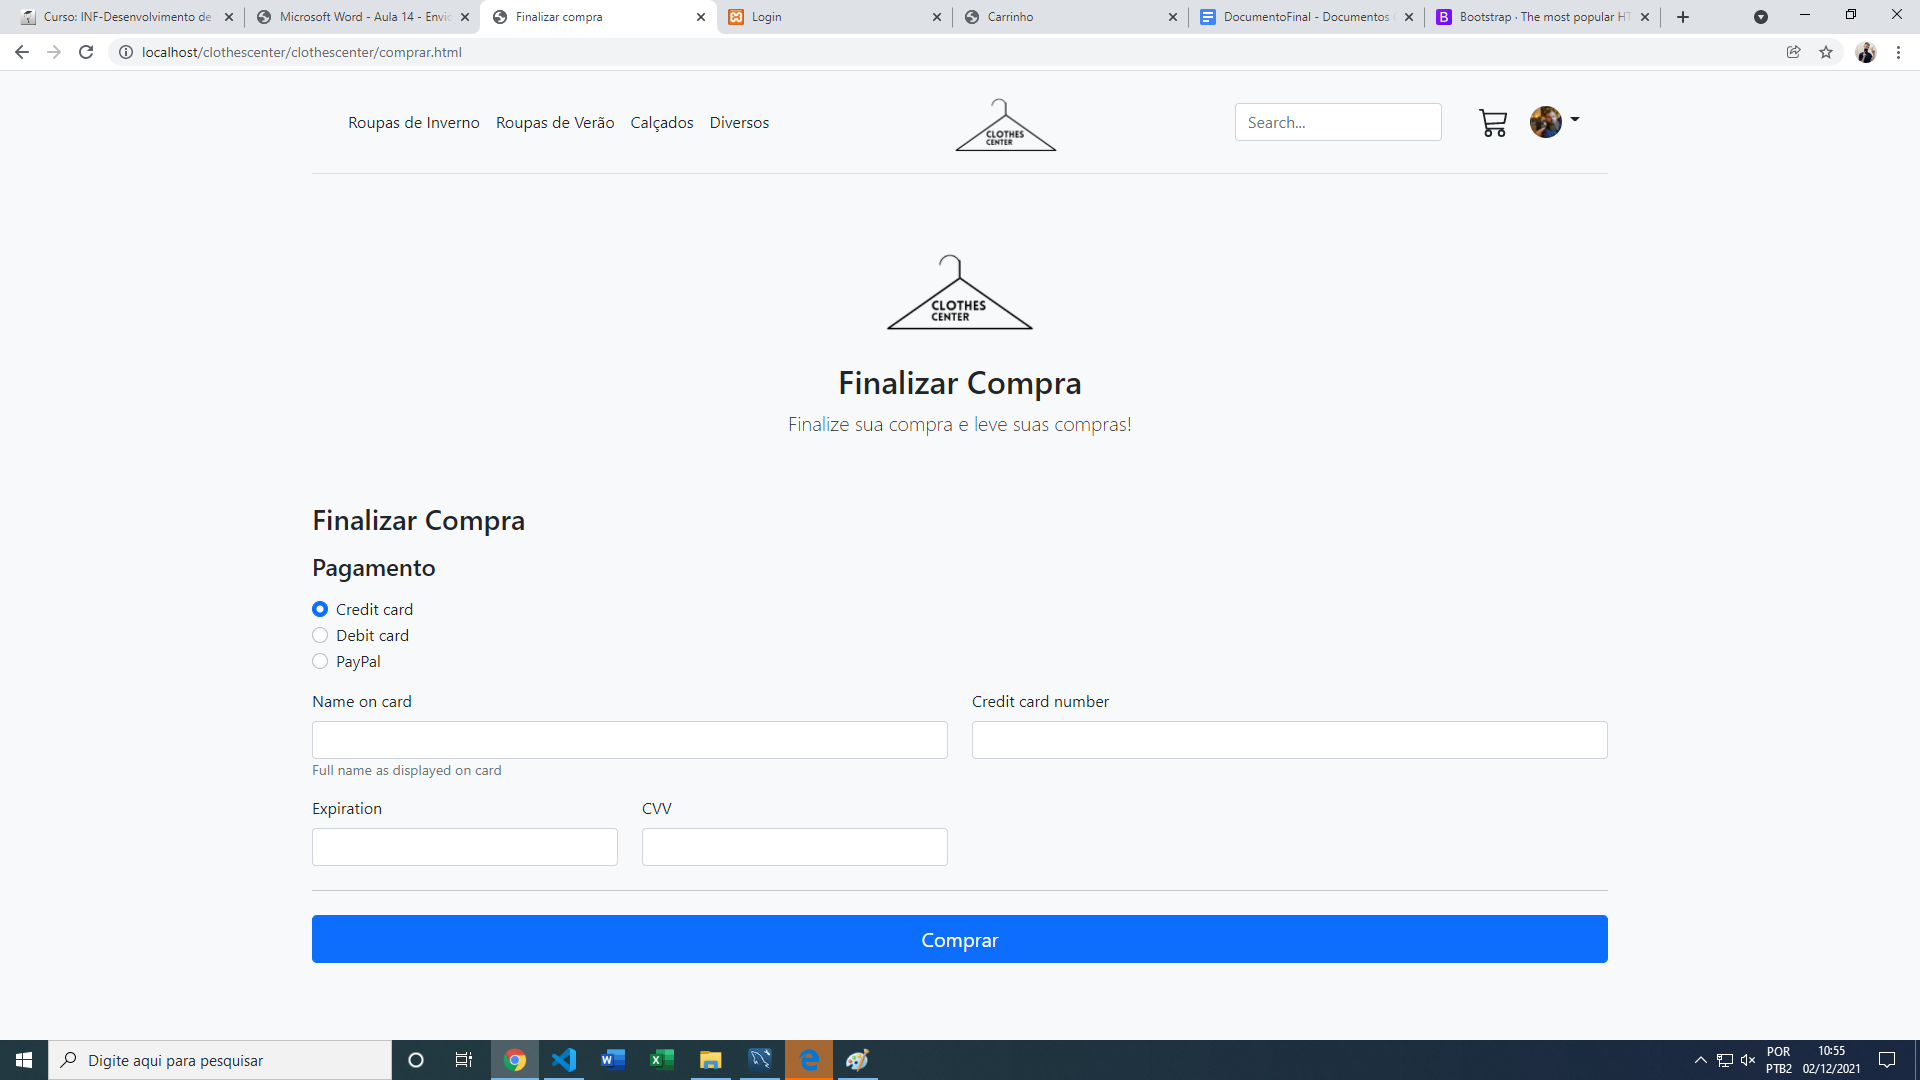 Curso: INF-Desenvolvimento de
Microsoft Word - Aula 14 - Envio
Finalizar compra
Login
Carrinho
DocumentoFinal - Documentos
Bootstrap · The most popular HT
localhost/clothescenter/clothescenter/comprar.html
Roupas de Inverno
Roupas de Verão
Calçados
Diversos
CLOTHES
CENTER
Search...
CLOTHES
CENTER
Finalizar Compra
Finalize sua compra e leve suas compras!
Finalizar Compra
Pagamento
Credit card
Debit card
PayPal
Name on card
Credit card number
Full name as displayed on card
Expiration
CVV
Comprar
Digite aqui para pesquisar
POR
PTB2
10:55
02/12/2021